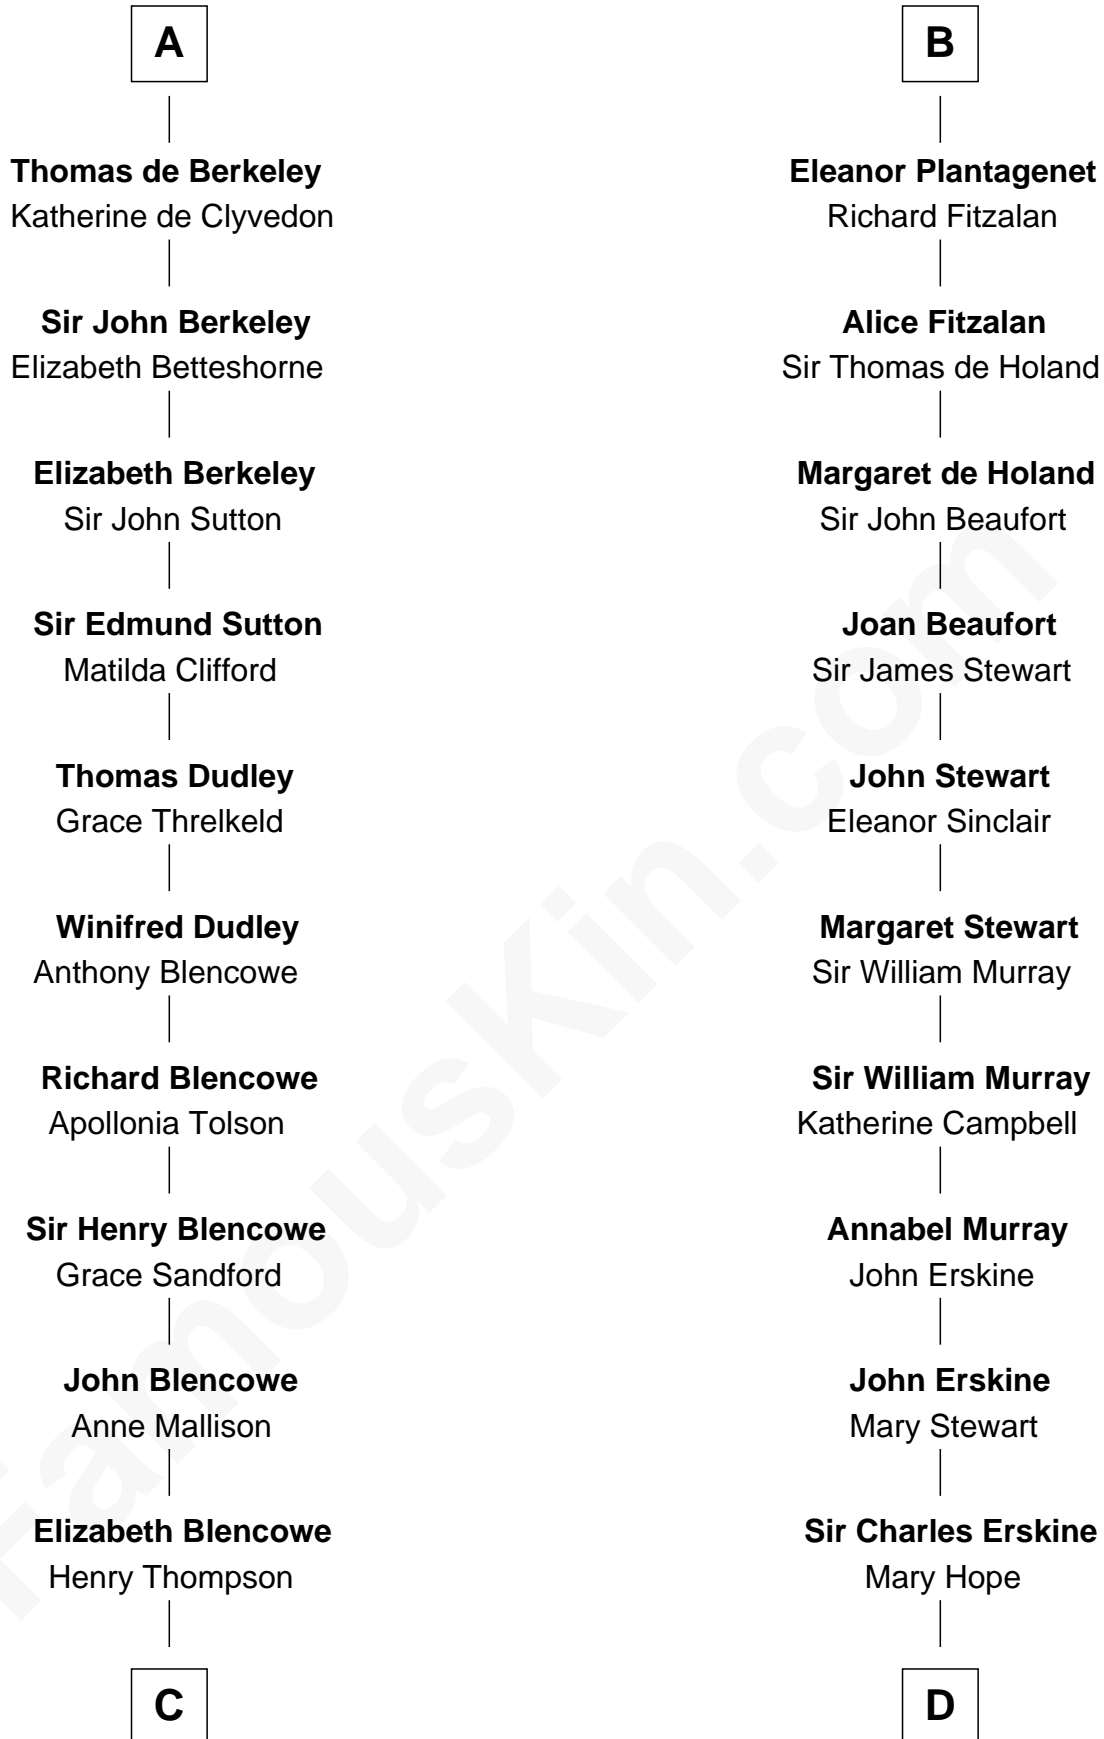 A
Thomas de Berkeley
Katherine de Clyvedon
Sir John Berkeley
Elizabeth Betteshorne
Elizabeth Berkeley
Sir John Sutton
Sir Edmund Sutton
Matilda Clifford
Thomas Dudley
Grace Threlkeld
Winifred Dudley
Anthony Blencowe
Richard Blencowe
Apollonia Tolson
Sir Henry Blencowe
Grace Sandford
John Blencowe
Anne Mallison
Elizabeth Blencowe
Henry Thompson
C
B
Eleanor Plantagenet
Richard Fitzalan
Alice Fitzalan
Sir Thomas de Holand
Margaret de Holand
Sir John Beaufort
Joan Beaufort
Sir James Stewart
John Stewart
Eleanor Sinclair
Margaret Stewart
Sir William Murray
Sir William Murray
Katherine Campbell
Annabel Murray
John Erskine
John Erskine
Mary Stewart
Sir Charles Erskine
Mary Hope
D
FamousKin.com